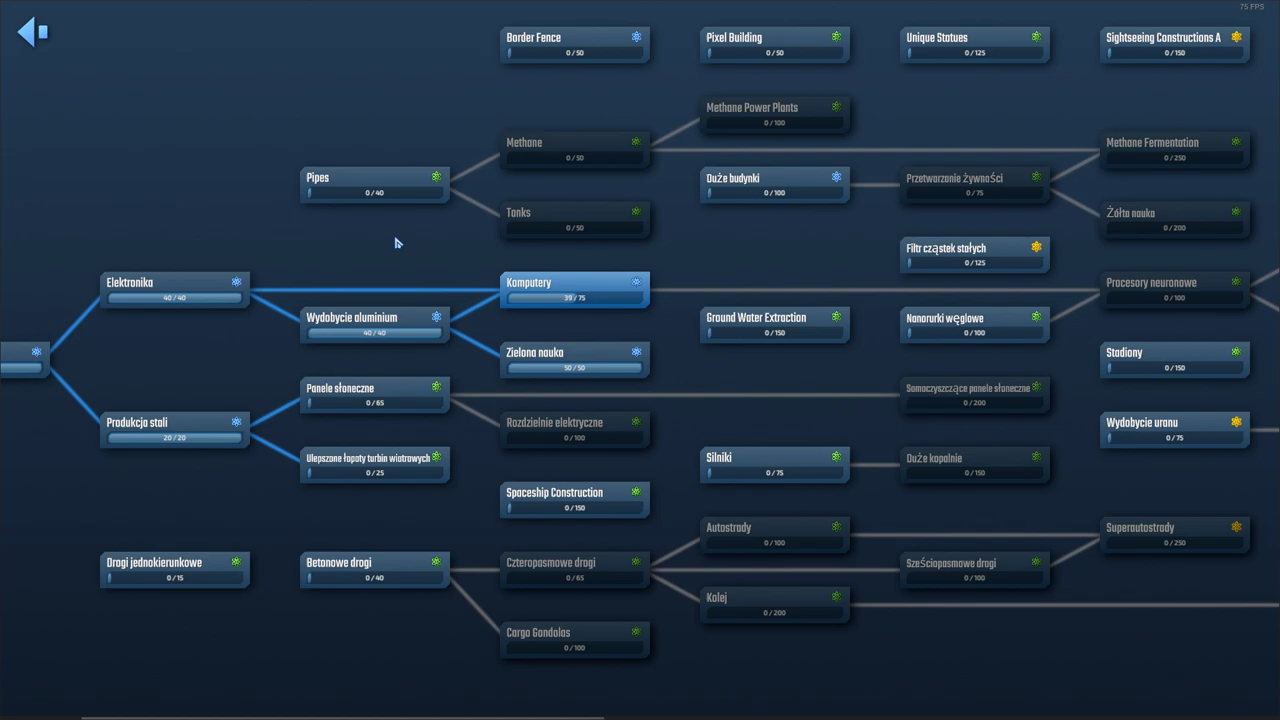 75 FPS
Border Fence
0 / 50
Pixel Building
0 / 50
Unique Statues
0 / 125
Sightseeing Constructions A
0 / 150
Methane Power Plants
0 / 100
Methane
0 / 50
Methane Fermentation
0 / 250
Pipes
0 / 40
Duże budynki
0 / 100
Przetwarzanie żywności
0 / 75
Tanks
0 / 50
Żółta nauka
0 / 200
Filtr cząstek stałych
0 / 125
Elektronika
40 / 40
Komputery
39 / 75
Procesory neuronowe
0 / 100
Wydobycie aluminium
40 / 40
Ground Water Extraction
0 / 150
Nanorurki węglowe
0 / 100
Zielona nauka
50 / 50
Stadiony
0 / 150
Panele słoneczne
0 / 65
Samoczyszczące panele słoneczne
0 / 200
Produkcja stali
20 / 20
Rozdzielnie elektryczne
0 / 100
Wydobycie uranu
0 / 75
Ulepszone łopaty turbin wiatrowych
0 / 25
Silniki
0 / 75
Duże kopalnie
0 / 150
Spaceship Construction
0 / 150
Autostrady
0 / 100
Superautostrady
0 / 250
Drogi jednokierunkowe
0 / 15
Betonowe drogi
0 / 40
Czteropasmowe drogi
0 / 65
Sześciopasmowe drogi
0 / 100
Kolej
0 / 200
Cargo Gondolas
0 / 100